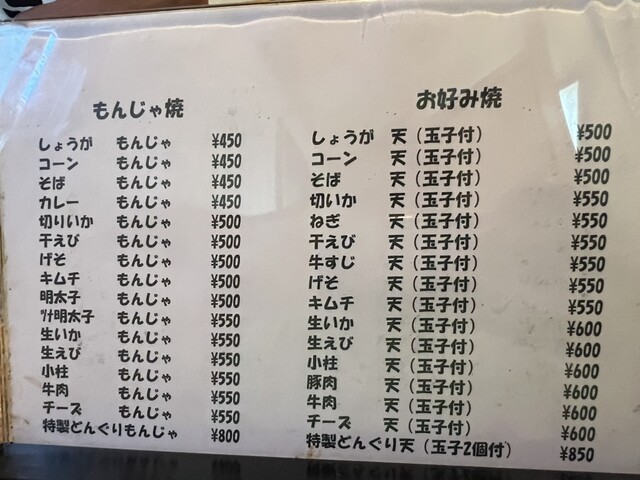 もんじゃ焼
しょうが もんじゃ ¥450
コーン もんじゃ ¥450
そば もんじゃ ¥450
カレー もんじゃ ¥450
切りいか もんじゃ ¥500
干えび もんじゃ ¥500
げそ もんじゃ ¥500
キムチ もんじゃ ¥500
明太子 もんじゃ ¥500
ﾂﾅ明太子 もんじゃ ¥550
生いか もんじゃ ¥550
生えび もんじゃ ¥550
小柱 もんじゃ ¥550
牛肉 もんじゃ ¥550
チーズ もんじゃ ¥550
特製どんぐりもんじゃ ¥800
お好み焼
しょうが 天（玉子付） ¥500
コーン 天（玉子付） ¥500
そば 天（玉子付） ¥500
切いか 天（玉子付） ¥550
ねぎ 天（玉子付） ¥550
干えび 天（玉子付） ¥550
牛すじ 天（玉子付） ¥550
げそ 天（玉子付） ¥550
キムチ 天（玉子付） ¥550
生いか 天（玉子付） ¥600
生えび 天（玉子付） ¥600
小柱 天（玉子付） ¥600
豚肉 天（玉子付） ¥600
牛肉 天（玉子付） ¥600
チーズ 天（玉子付） ¥600
特製どんぐり天（玉子2個付） ¥850